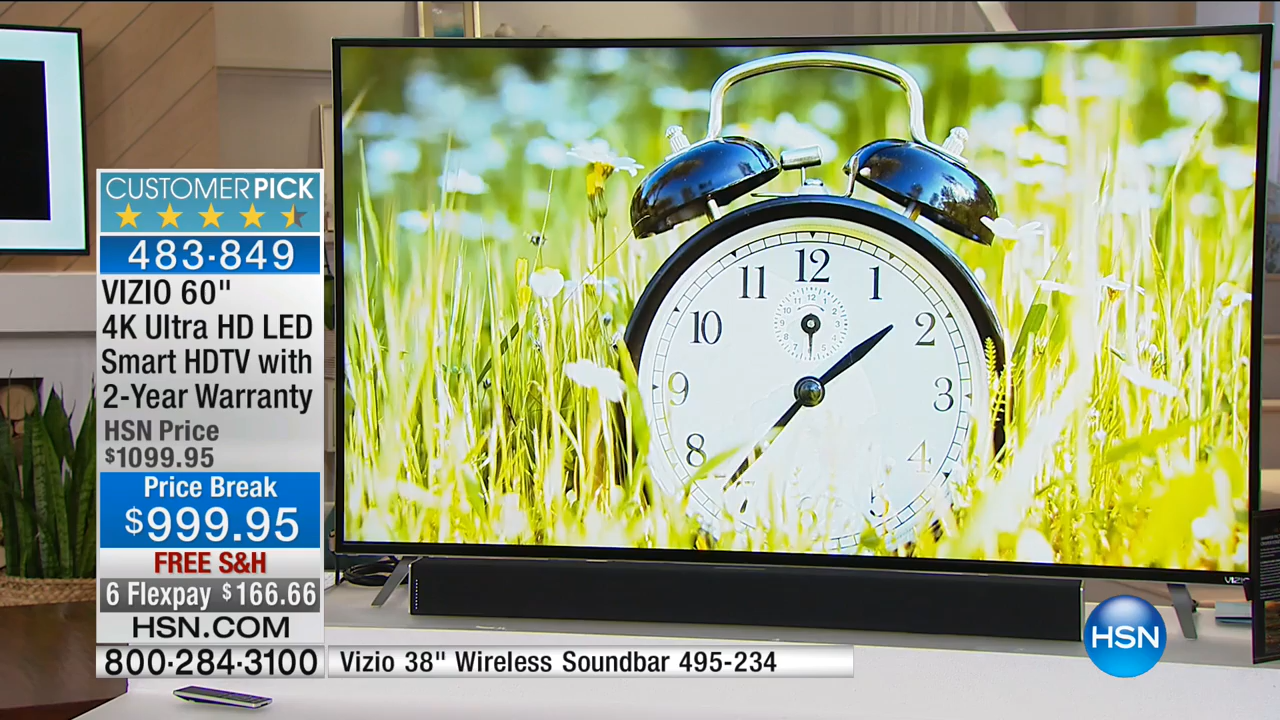 CUSTOMER PICK
483·849
VIZIO 60"
4K Ultra HD LED
Smart HDTV with
2-Year Warranty
HSN Price
$1099.95
Price Break
$999.95
FREE S&H
6 Flexpay $166.66
HSN.COM
800·284·3100
Vizio 38" Wireless Soundbar 495-234
HSN
VIZIO
12
11
1
10
2
9
3
8
4
7
5